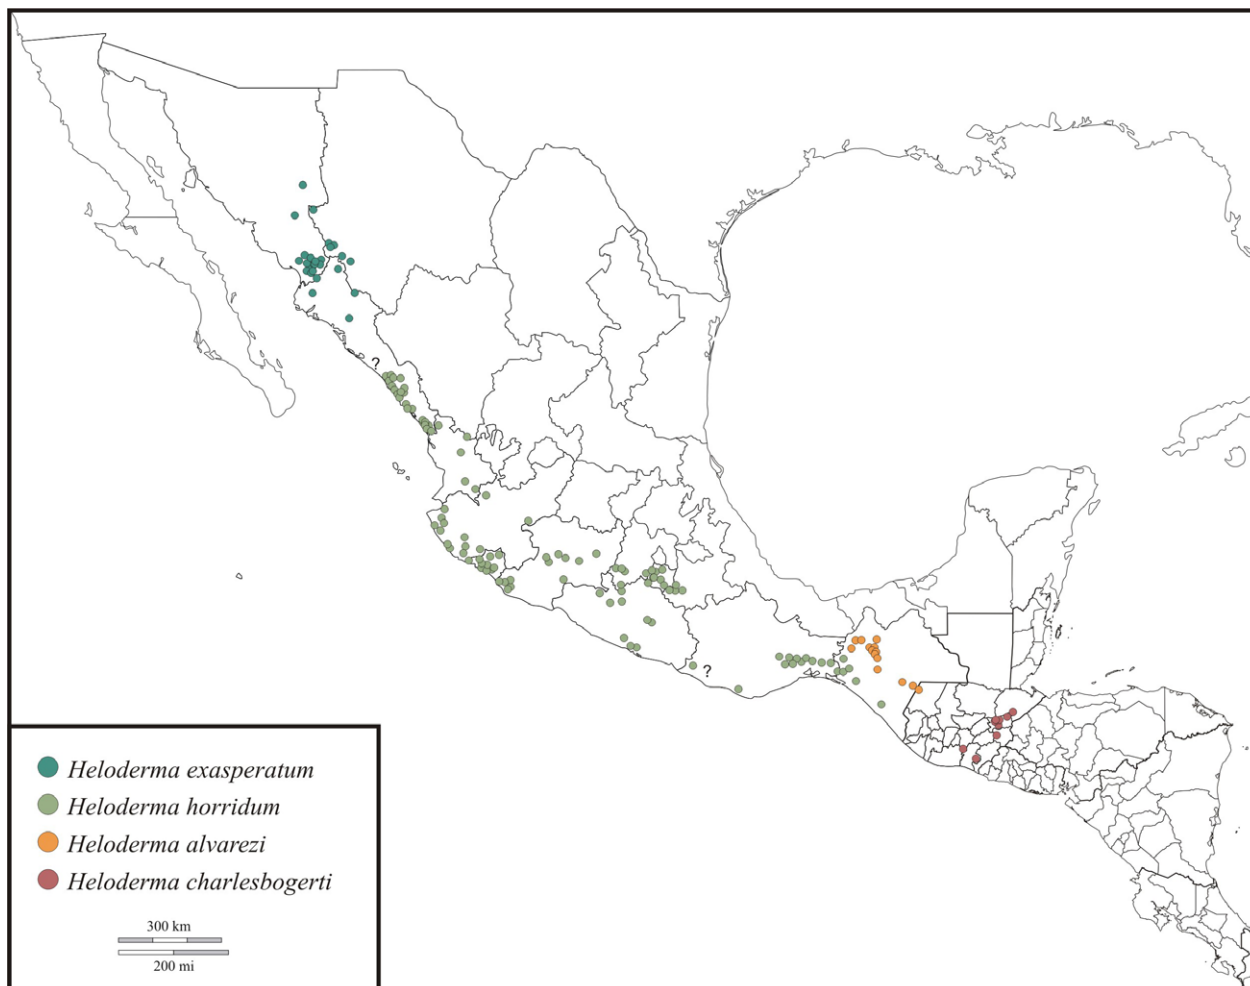 ?
?
Heloderma exasperatum
Heloderma horridum
Heloderma alvarezi
Heloderma charlesbogerti
300 km
200 mi